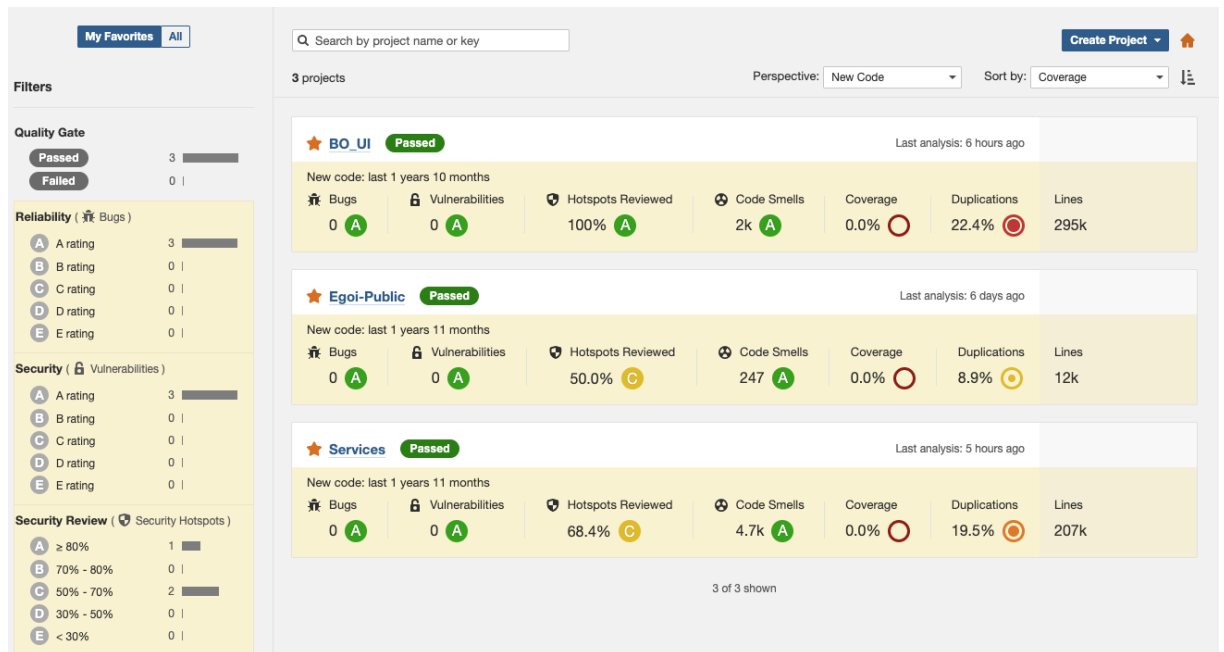 My Favorites All
Search by project name or key
Create Project
3 projects
Perspective: New Code
Sort by: Coverage
Filters
Quality Gate
Passed 3
Failed 0
Reliability ( Bugs )
A A rating 3
B B rating 0
C C rating 0
D D rating 0
E E rating 0
Security ( Vulnerabilities )
A A rating 3
B B rating 0
C C rating 0
D D rating 0
E E rating 0
Security Review ( Security Hotspots )
A ≥ 80% 1
B 70% - 80% 0
C 50% - 70% 2
D 30% - 50% 0
E < 30% 0
BO_UI Passed Last analysis: 6 hours ago
New code: last 1 years 10 months
Bugs Vulnerabilities Hotspots Reviewed Code Smells Coverage Duplications Lines
0 A 0 A 100% A 2k A 0.0% 22.4% 295k
Egoi-Public Passed Last analysis: 6 days ago
New code: last 1 years 11 months
Bugs Vulnerabilities Hotspots Reviewed Code Smells Coverage Duplications Lines
0 A 0 A 50.0% C 247 A 0.0% 8.9% 12k
Services Passed Last analysis: 5 hours ago
New code: last 1 years 11 months
Bugs Vulnerabilities Hotspots Reviewed Code Smells Coverage Duplications Lines
0 A 0 A 68.4% C 4.7k A 0.0% 19.5% 207k
3 of 3 shown